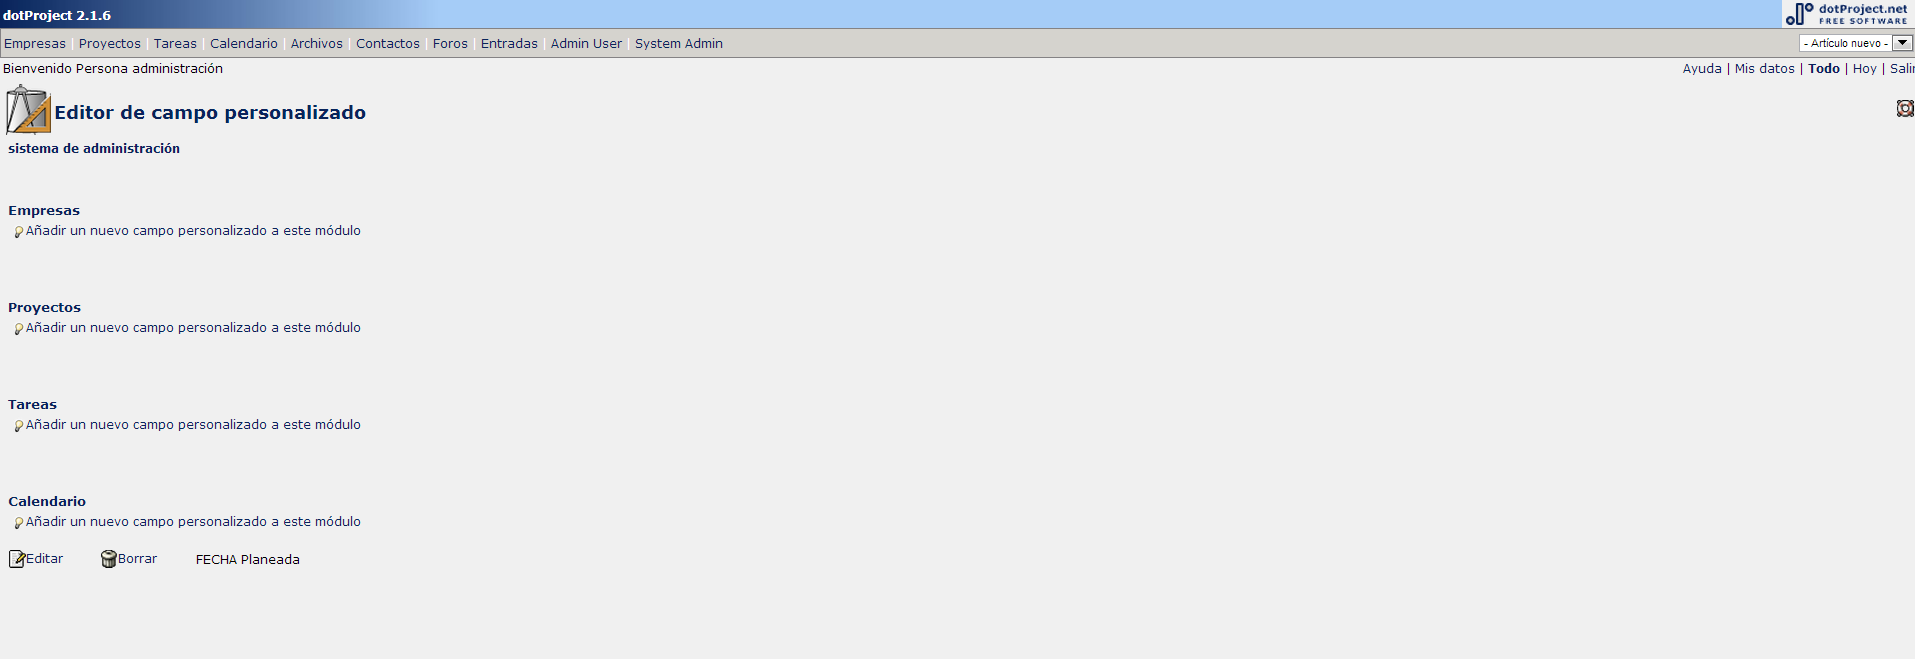 dotProject 2.1.6
dotProject.net
FREE SOFTWARE
Empresas | Proyectos | Tareas | Calendario | Archivos | Contactos | Foros | Entradas | Admin User | System Admin
- Artículo nuevo -
Bienvenido Persona administración
Ayuda | Mis datos | Todo | Hoy | Salir
Editor de campo personalizado
sistema de administración
Empresas
Añadir un nuevo campo personalizado a este módulo
Proyectos
Añadir un nuevo campo personalizado a este módulo
Tareas
Añadir un nuevo campo personalizado a este módulo
Calendario
Añadir un nuevo campo personalizado a este módulo
Editar Borrar FECHA Planeada